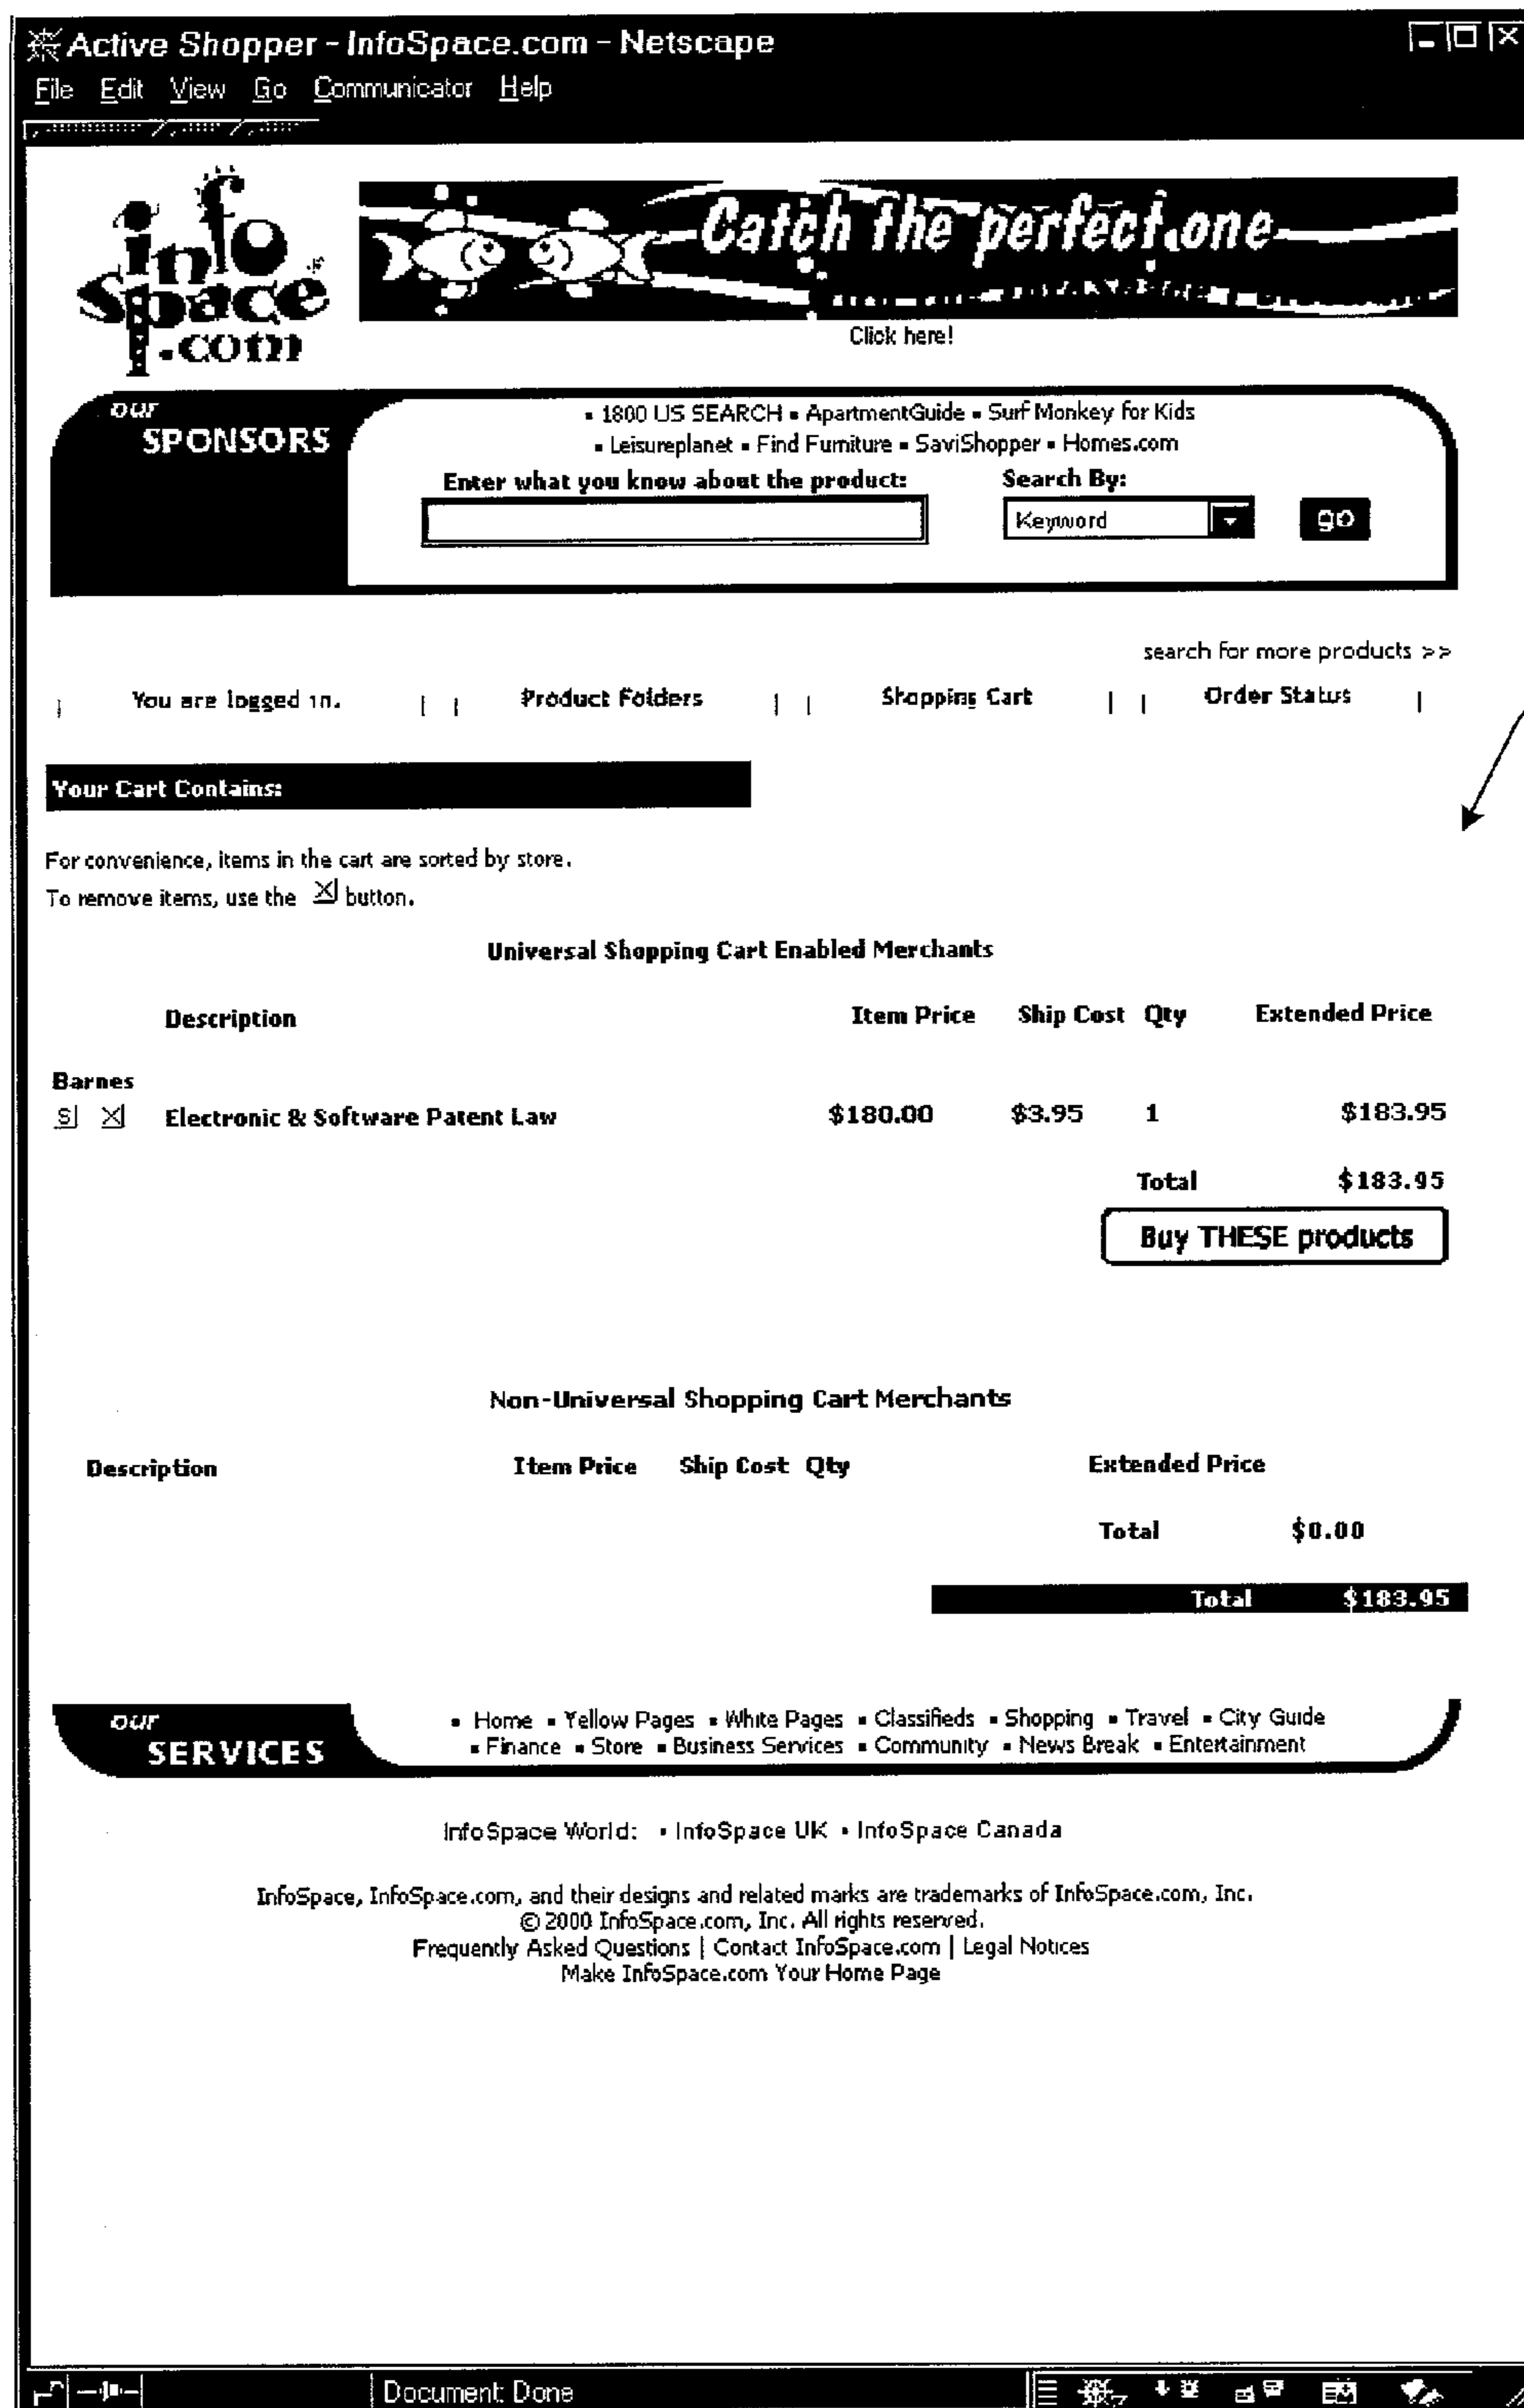 Active Shopper - InfoSpace.com - Netscape
File Edit View Go Communicator Help
info
space
.com
Catch the perfect one
Click here!
our
SPONSORS
▪ 1800 US SEARCH ▪ ApartmentGuide ▪ Surf Monkey for Kids
▪ Leisureplanet ▪ Find Furniture ▪ SaviShopper ▪ Homes.com
Enter what you know about the product: Search By:
Keyword go
search for more products >>
| You are logged in. | | Product Folders | | Shopping Cart | | Order Status |
Your Cart Contains:
For convenience, items in the cart are sorted by store.
To remove items, use the X button.
Universal Shopping Cart Enabled Merchants
Description Item Price Ship Cost Qty Extended Price
Barnes
S X Electronic & Software Patent Law $180.00 $3.95 1 $183.95
Total $183.95
Buy THESE products
Non-Universal Shopping Cart Merchants
Description Item Price Ship Cost Qty Extended Price
Total $0.00
Total $183.95
our
SERVICES
▪ Home ▪ Yellow Pages ▪ White Pages ▪ Classifieds ▪ Shopping ▪ Travel ▪ City Guide
▪ Finance ▪ Store ▪ Business Services ▪ Community ▪ News Break ▪ Entertainment
InfoSpace World: ▪ InfoSpace UK ▪ InfoSpace Canada
InfoSpace, InfoSpace.com, and their designs and related marks are trademarks of InfoSpace.com, Inc.
© 2000 InfoSpace.com, Inc. All rights reserved.
Frequently Asked Questions | Contact InfoSpace.com | Legal Notices
Make InfoSpace.com Your Home Page
Document: Done